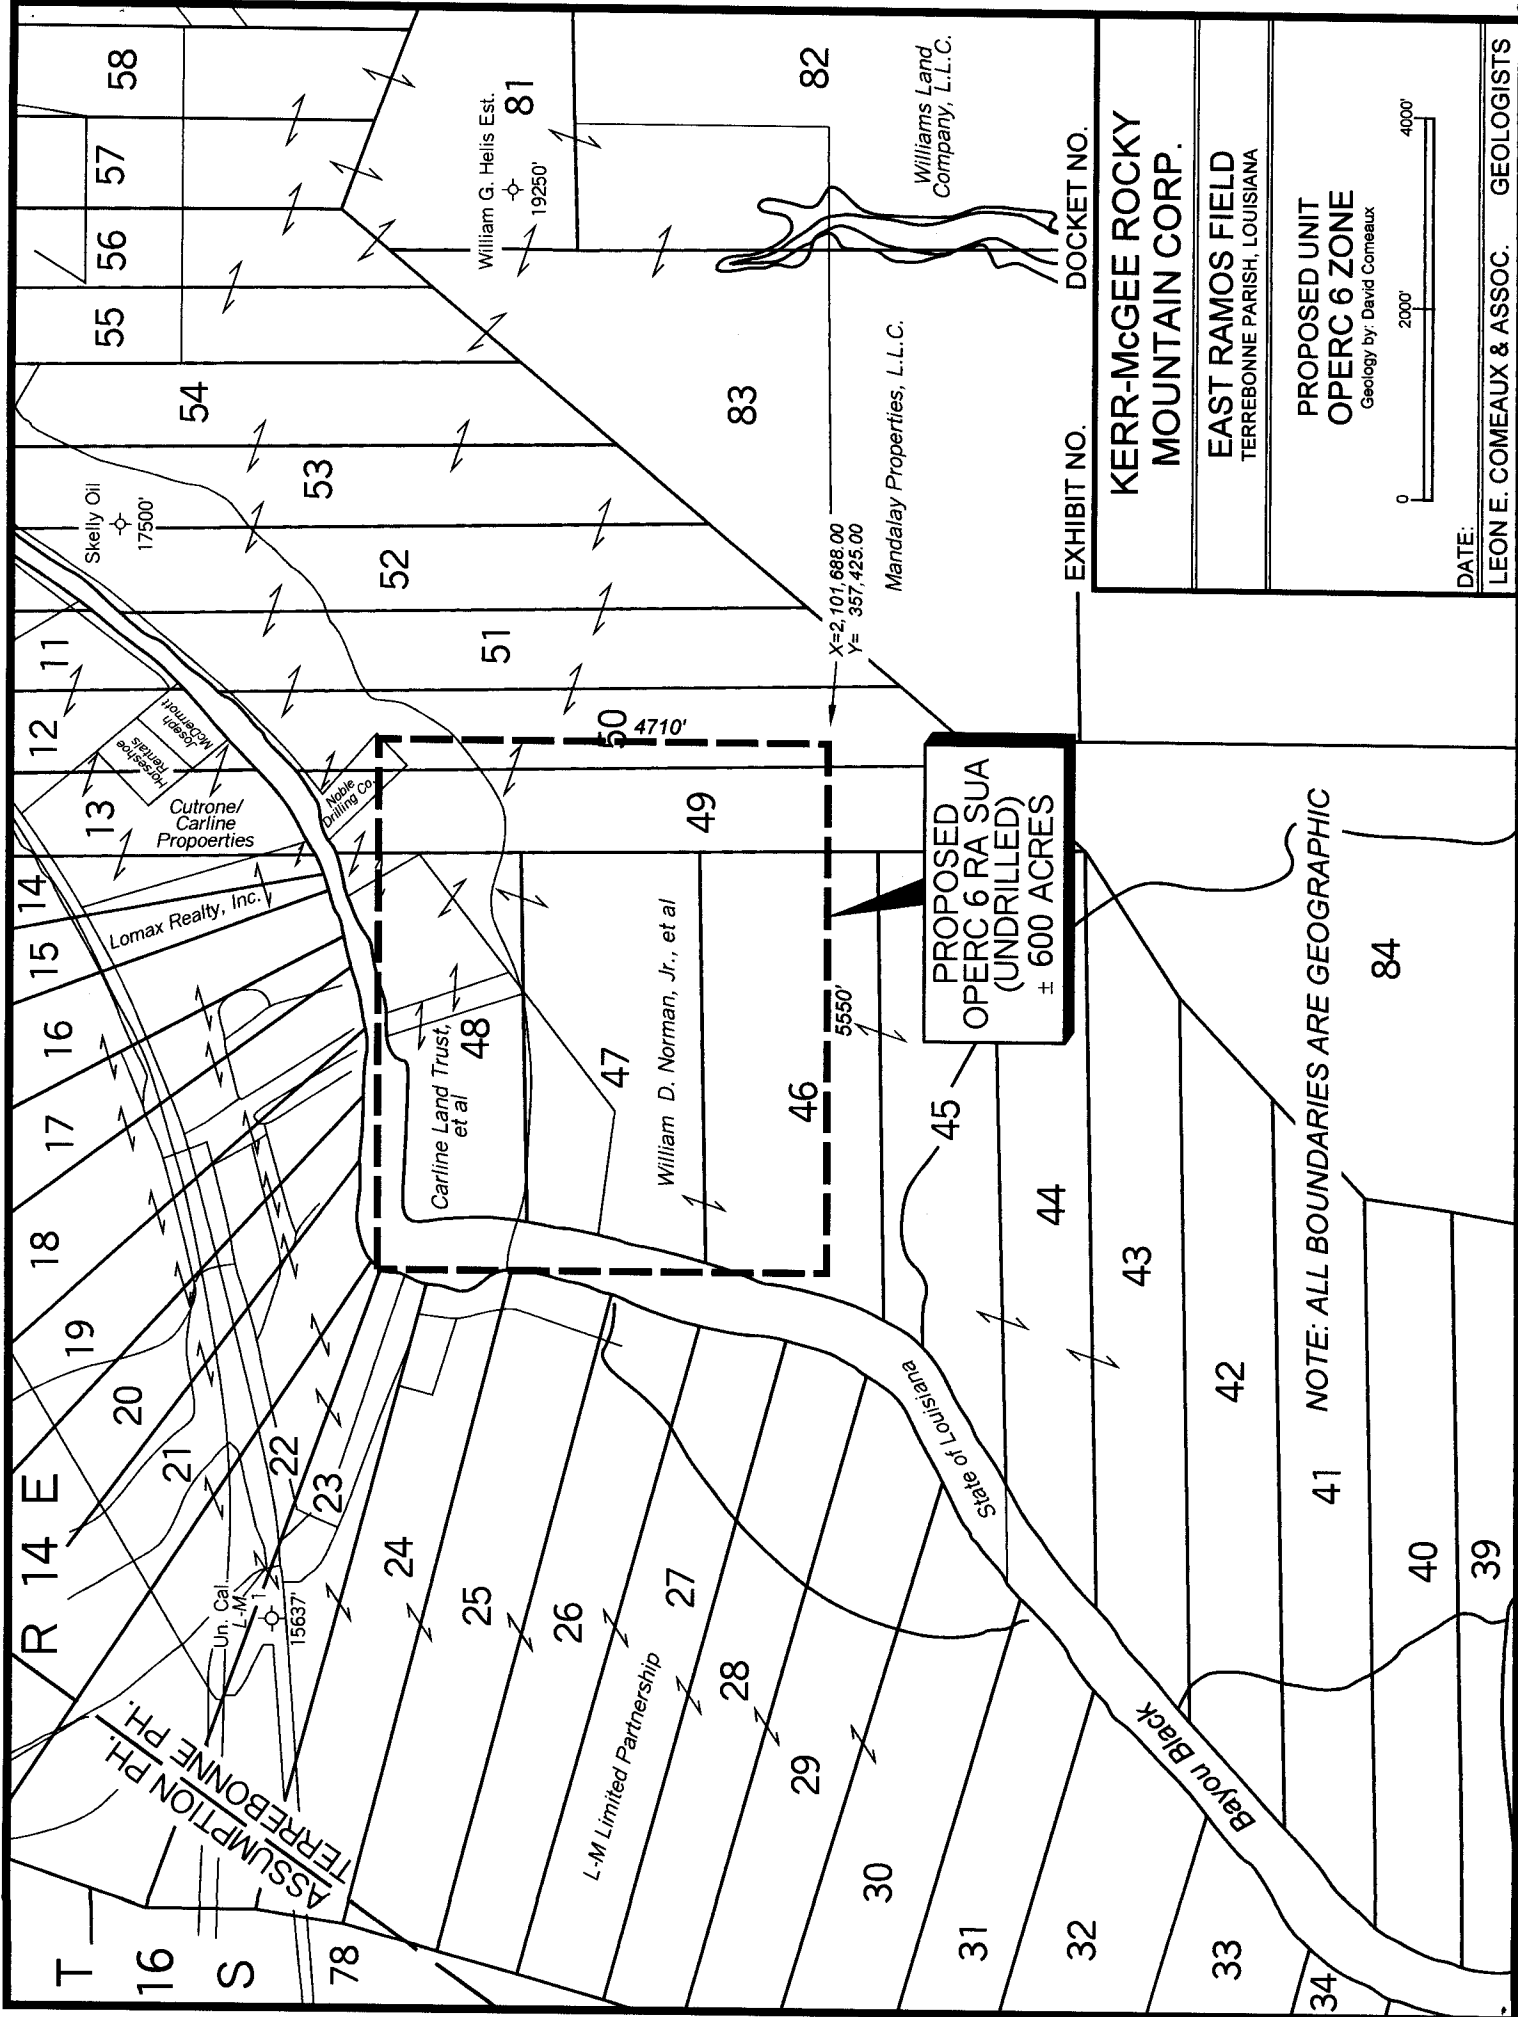 T
16
S
R 14 E
ASSUMPTION PH.
TERREBONNE PH.
78
Un. Cal.
L-M
1
15637'
11
12
13
14
15
16
17
18
19
20
21
22
23
24
25
26
27
28
29
30
31
32
33
34
L-M Limited Partnership
Lomax Realty, Inc.
Cutrone/
Carline
Propoerties
Horseshoe
Rentals
Joseph
McDermott
Noble
Drilling Co.
Skelly Oil
17500'
58
57
56
55
54
53
52
51
50
4710'
49
Carline Land Trust,
et al
48
47
William D. Norman, Jr., et al
46
5550'
45
44
43
42
41
40
39
84
State of Louisiana
Bayou Black
William G. Helis Est.
19250'
81
82
Williams Land
Company, L.L.C.
83
Mandalay Properties, L.L.C.
X=2,101,688.00
Y= 357,425.00
PROPOSED
OPERC 6 RA SUA
(UNDRILLED)
± 600 ACRES
NOTE: ALL BOUNDARIES ARE GEOGRAPHIC
EXHIBIT NO. DOCKET NO.
KERR-McGEE ROCKY
MOUNTAIN CORP.
EAST RAMOS FIELD
TERREBONNE PARISH, LOUISIANA
PROPOSED UNIT
OPERC 6 ZONE
Geology by: David Comeaux
0 2000' 4000'
DATE:
LEON E. COMEAUX & ASSOC. GEOLOGISTS